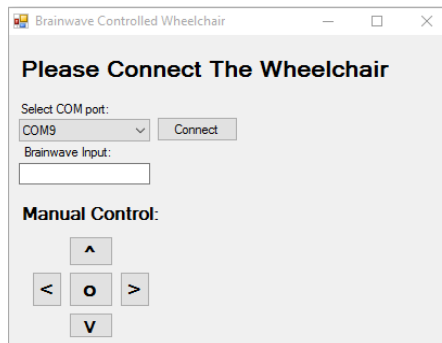 Brainwave Controlled Wheelchair
Please Connect The Wheelchair
Select COM port:
COM9
Connect
Brainwave Input:
Manual Control:
^
< o >
v